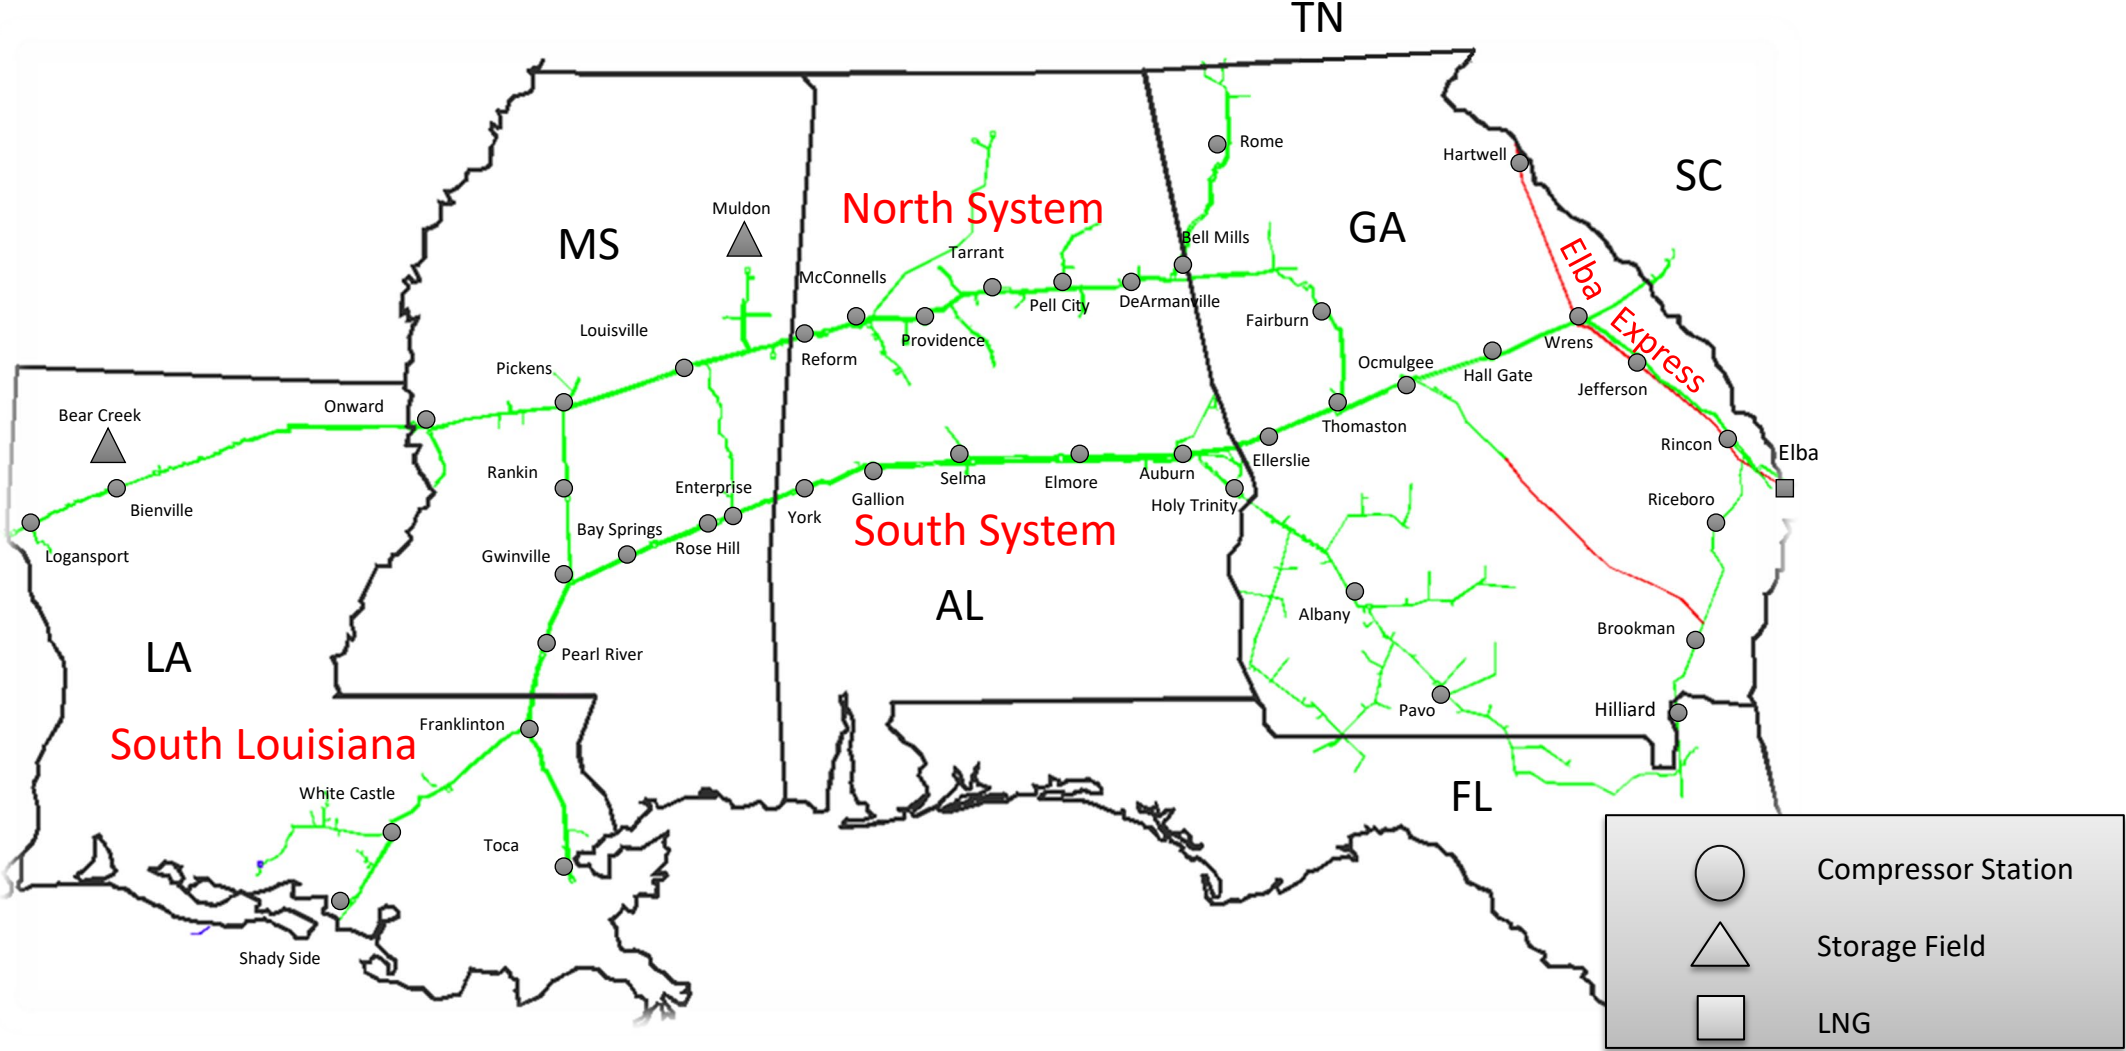 TN
Rome
Hartwell
SC
Muldon
North System
MS
GA
Bell Mills
Tarrant
Elba
Express
McConnells
Pell City
DeArmanville
Louisville
Fairburn
Reform
Providence
Wrens
Pickens
Ocmulgee
Hall Gate
Jefferson
Bear Creek
Onward
Thomaston
Rincon
Elba
Rankin
Enterprise
Gallion
Selma
Elmore
Auburn
Ellerslie
Bienville
York
Holy Trinity
Riceboro
Bay Springs
South System
Logansport
Gwinville
Rose Hill
AL
Albany
Brookman
LA
Pearl River
Pavo
Hilliard
Franklinton
South Louisiana
White Castle
FL
Toca
Compressor Station
Storage Field
Shady Side
LNG